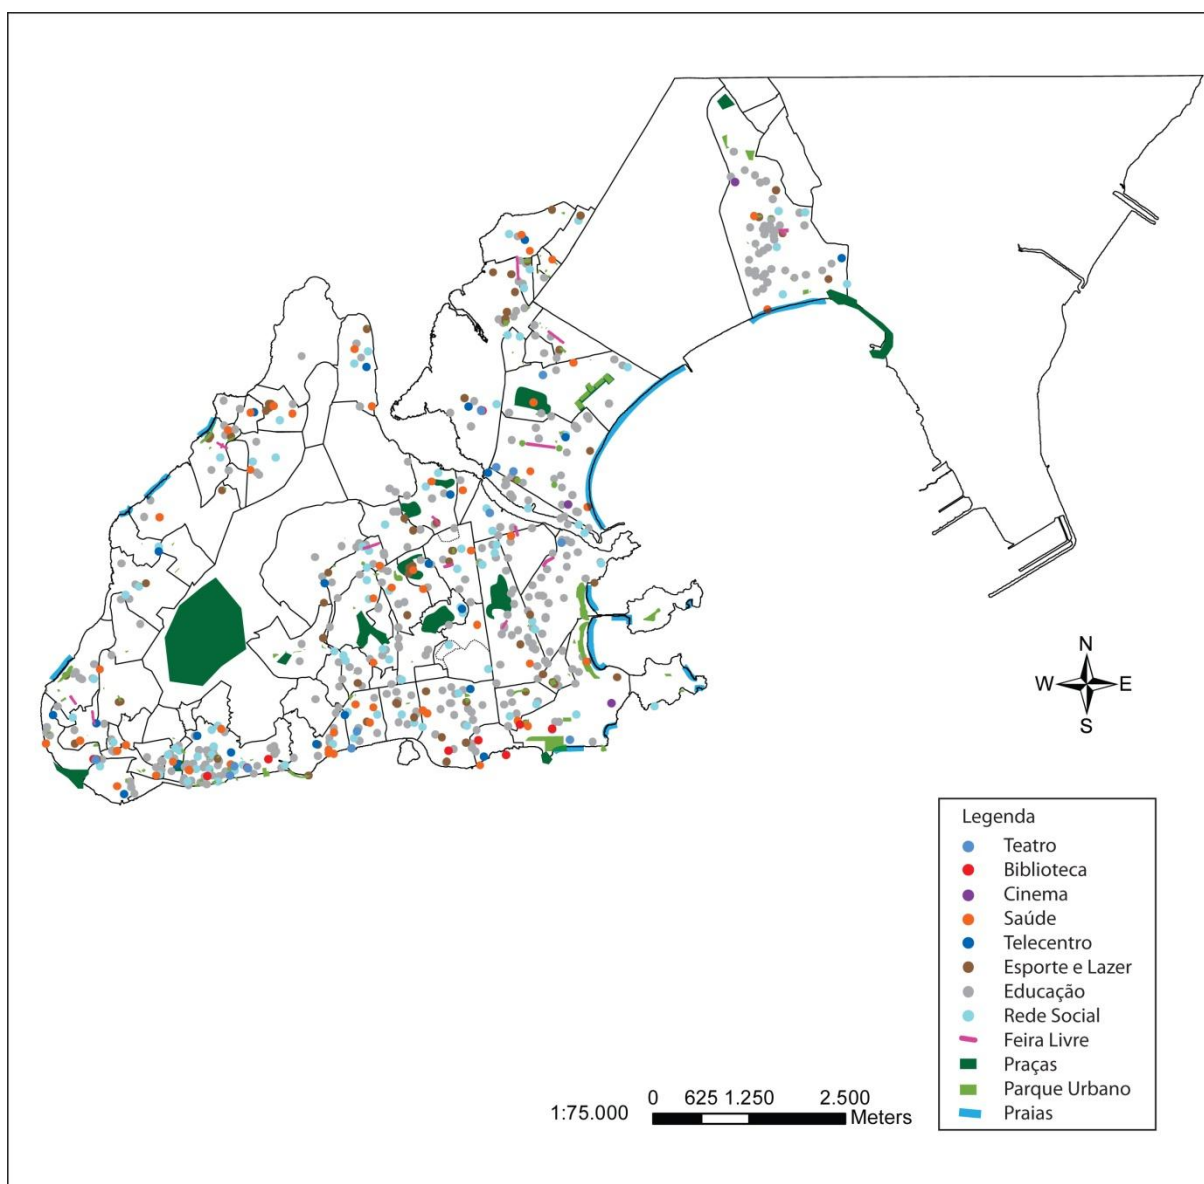 N
W E
S
Legenda
Teatro
Biblioteca
Cinema
Saúde
Telecentro
Esporte e Lazer
Educação
Rede Social
Feira Livre
Praças
Parque Urbano
Praias
0 625 1.250 2.500
1:75.000 Meters